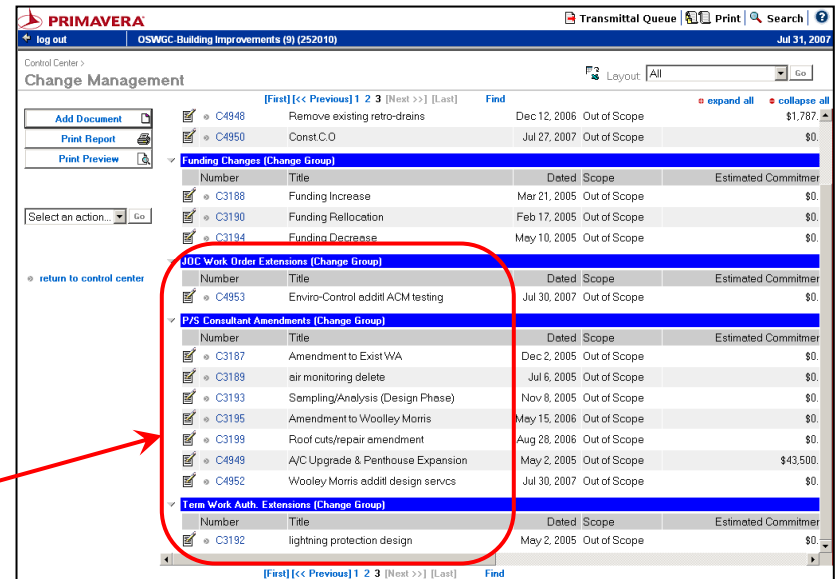 PRIMAVERA Transmittal Queue Print Search
log out OSWGC-Building Improvements (9) (252010) Jul 31, 2007
Control Center >
Change Management Layout All Go
[First] [<< Previous] 1 2 3 [Next >>] [Last] Find expand all collapse all
Add Document
Print Report
Print Preview
Select an action... Go
return to control center
C4948 Remove existing retro-drains Dec 12, 2006 Out of Scope $1,787.
C4950 Const.C.O Jul 27, 2007 Out of Scope $0.
Funding Changes (Change Group)
Number Title Dated Scope Estimated Commitmer
C3188 Funding Increase Mar 21, 2005 Out of Scope $0.
C3190 Funding Rellocation Feb 17, 2005 Out of Scope $0.
C3194 Funding Decrease May 10, 2005 Out of Scope $0.
JOC Work Order Extensions (Change Group)
Number Title Dated Scope Estimated Commitmer
C4953 Enviro-Control additl ACM testing Jul 30, 2007 Out of Scope $0.
P/S Consultant Amendments (Change Group)
Number Title Dated Scope Estimated Commitmer
C3187 Amendment to Exist WA Dec 2, 2005 Out of Scope $0.
C3189 air monitoring delete Jul 6, 2005 Out of Scope $0.
C3193 Sampling/Analysis (Design Phase) Nov 8, 2005 Out of Scope $0.
C3195 Amendment to Woolley Morris May 15, 2006 Out of Scope $0.
C3199 Roof cuts/repair amendment Aug 28, 2006 Out of Scope $0.
C4949 A/C Upgrade & Penthouse Expansion May 2, 2005 Out of Scope $43,500.
C4952 Wooley Morris additl design servcs Jul 30, 2007 Out of Scope $0.
Term Work Auth. Extensions (Change Group)
Number Title Dated Scope Estimated Commitmer
C3192 lightning protection design May 2, 2005 Out of Scope $0.
[First] [<< Previous] 1 2 3 [Next >>] [Last] Find